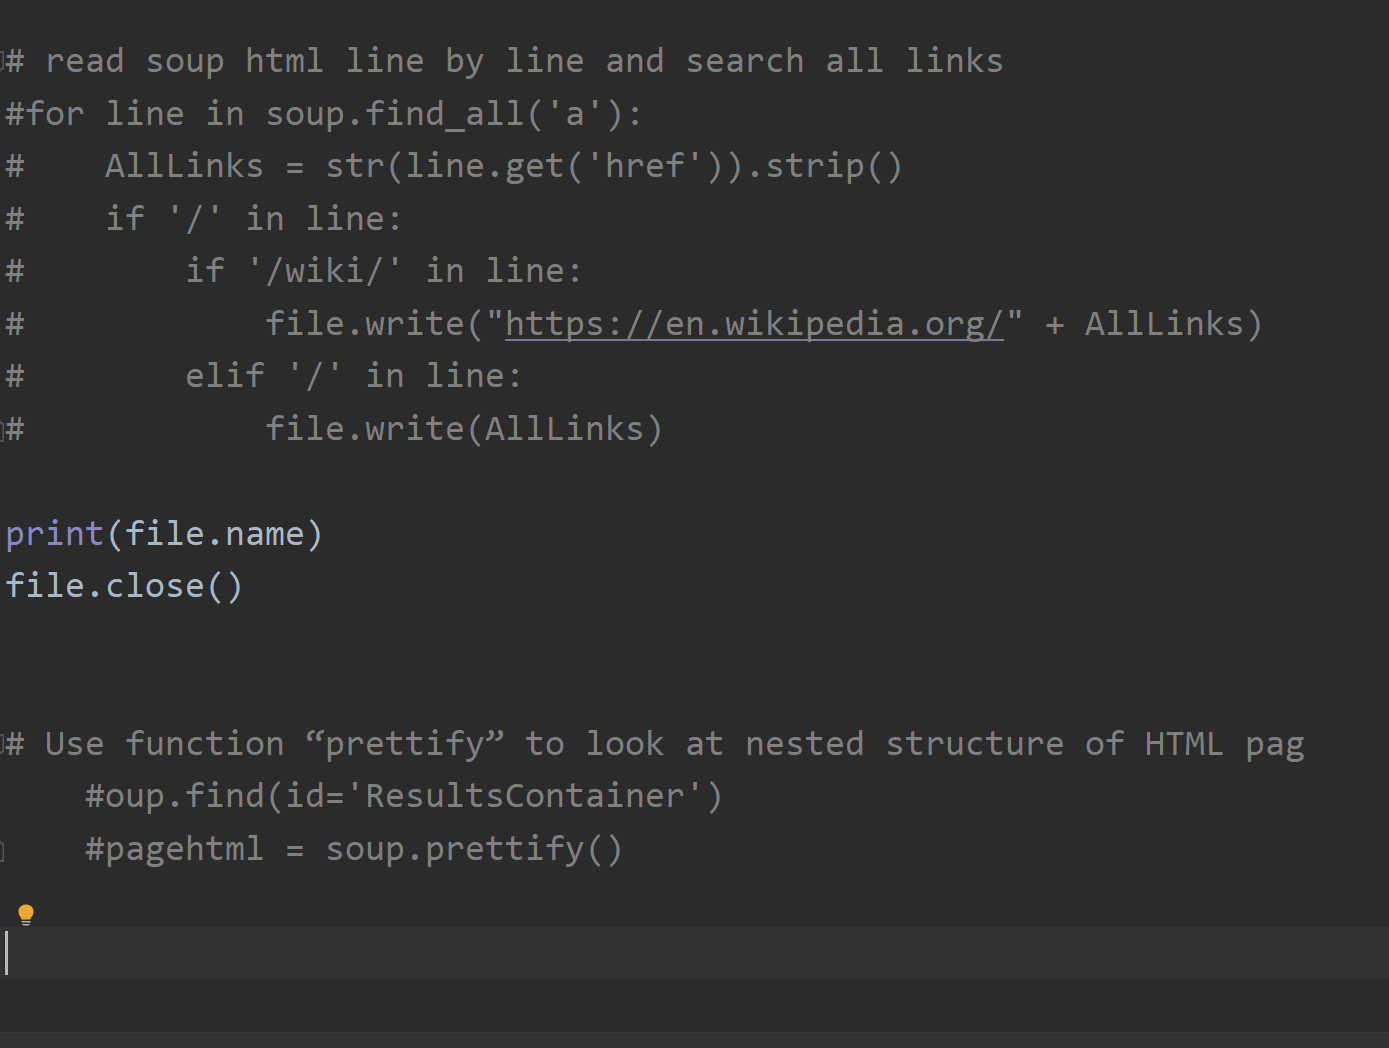 # read soup html line by line and search all links
#for line in soup.find_all('a'):
#    AllLinks = str(line.get('href')).strip()
#    if '/' in line:
#        if '/wiki/' in line:
#            file.write("https://en.wikipedia.org/" + AllLinks)
#        elif '/' in line:
#            file.write(AllLinks)
print(file.name)
file.close()
# Use function “prettify” to look at nested structure of HTML pag
    #oup.find(id='ResultsContainer')
    #pagehtml = soup.prettify()